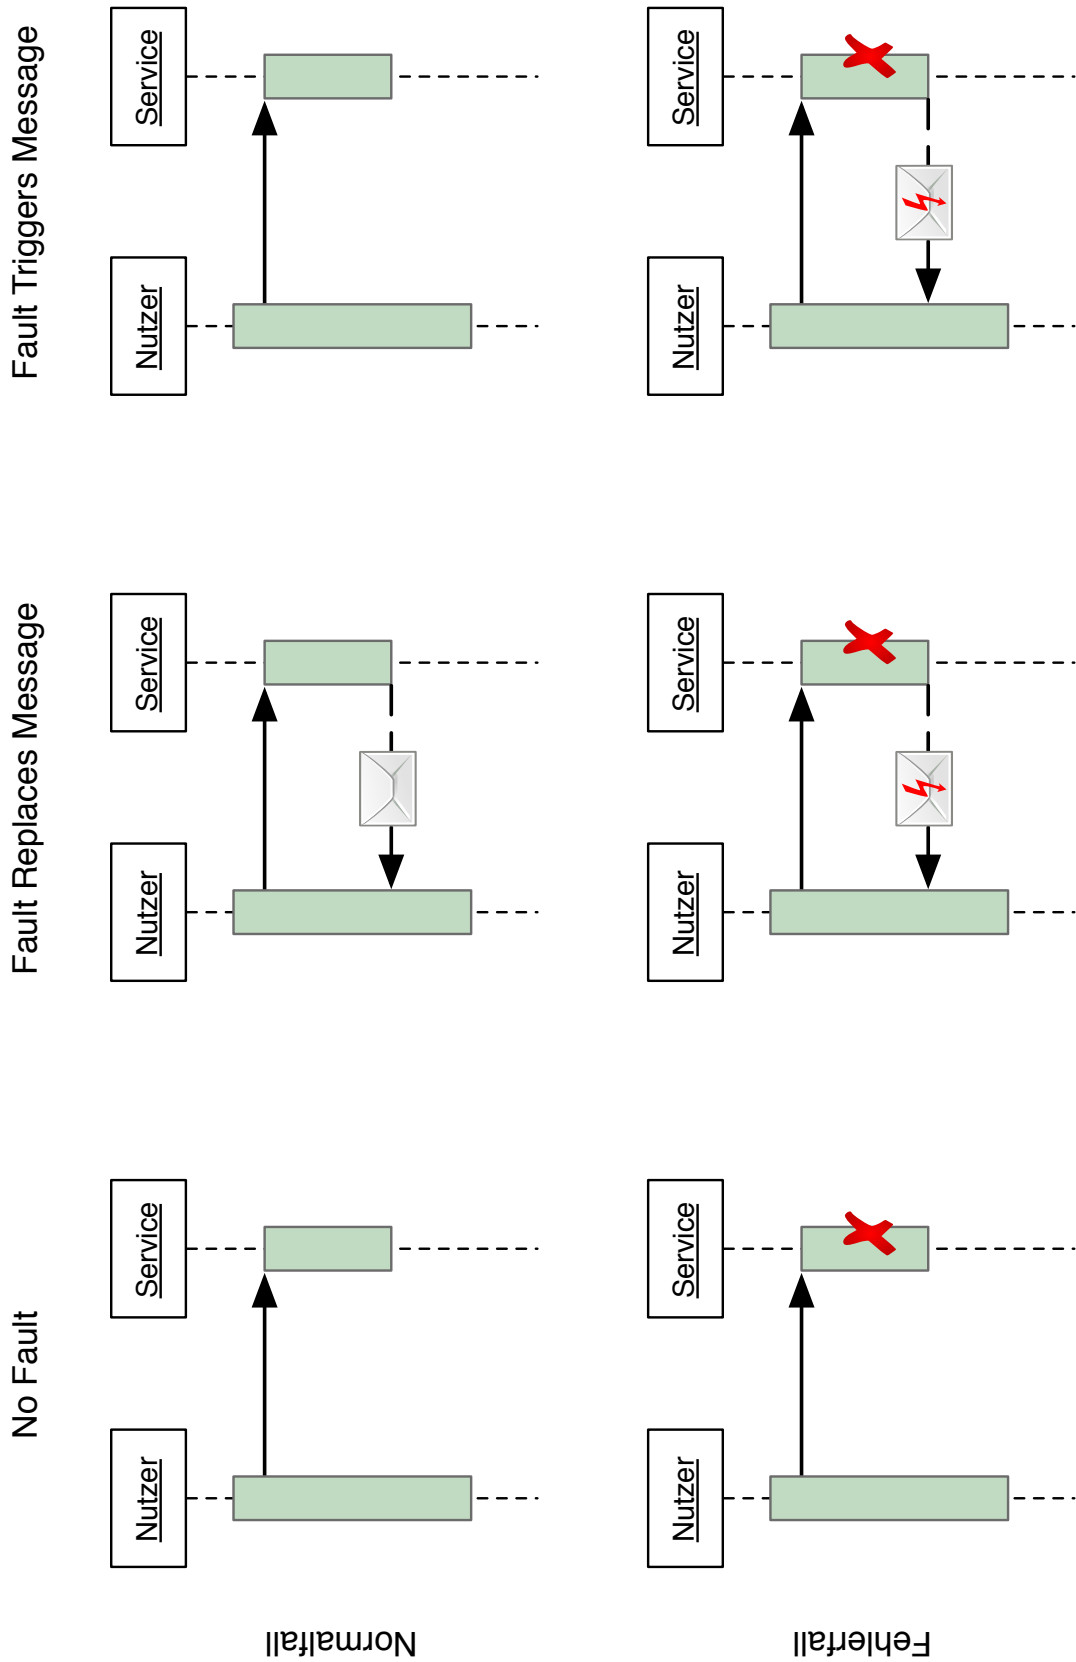 No Fault
Fault Replaces Message
Fault Triggers Message
Normalfall
Nutzer
Service
Nutzer
Service
Nutzer
Service
Fehlerfall
Nutzer
Service
Nutzer
Service
Nutzer
Service